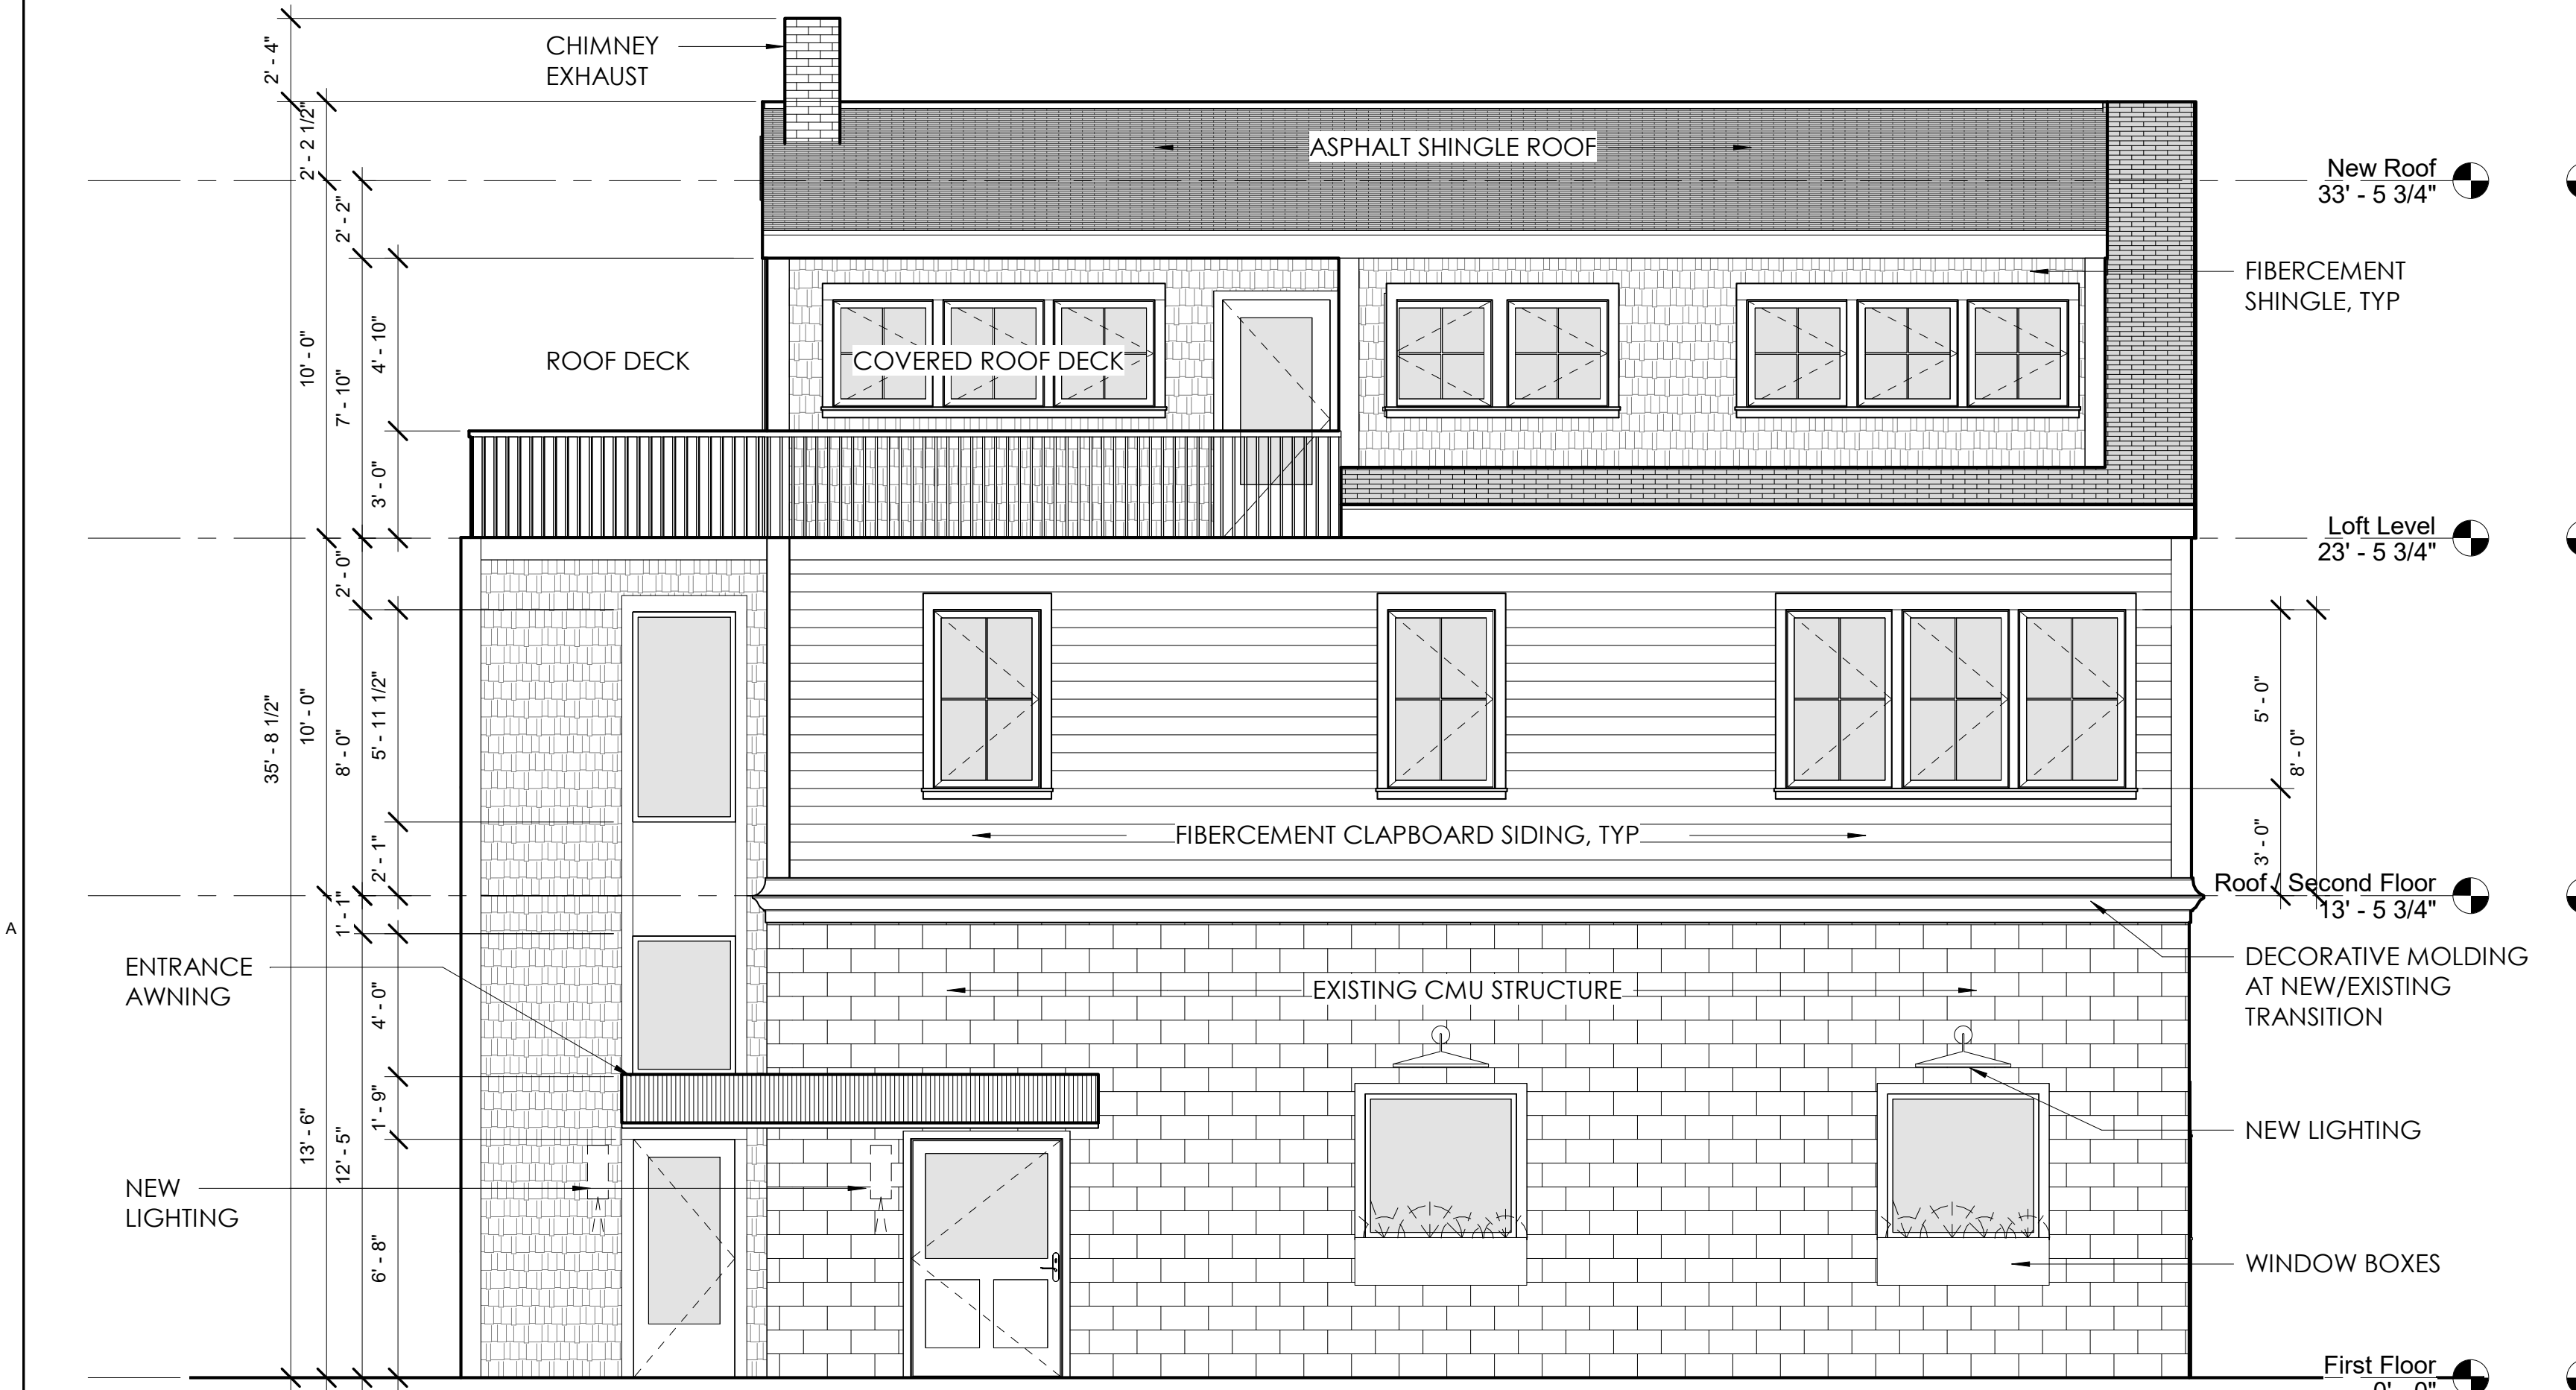 2' - 4"
CHIMNEY
EXHAUST
2' - 2 1/2"
ASPHALT SHINGLE ROOF
New Roof
33' - 5 3/4"
2' - 2"
FIBERCEMENT
SHINGLE, TYP
10' - 0"
7' - 10"
4' - 10"
ROOF DECK
COVERED ROOF DECK
3' - 0"
Loft Level
23' - 5 3/4"
2' - 0"
35' - 8 1/2"
10' - 0"
8' - 0"
5' - 11 1/2"
5' - 0"
8' - 0"
2' - 1"
FIBERCEMENT CLAPBOARD SIDING, TYP
3' - 0"
Roof / Second Floor
13' - 5 3/4"
A
1' - 1"
ENTRANCE
AWNING
EXISTING CMU STRUCTURE
DECORATIVE MOLDING
AT NEW/EXISTING
TRANSITION
4' - 0"
13' - 6"
12' - 5"
1' - 9"
NEW LIGHTING
NEW
LIGHTING
6' - 8"
WINDOW BOXES
First Floor
0' - 0"